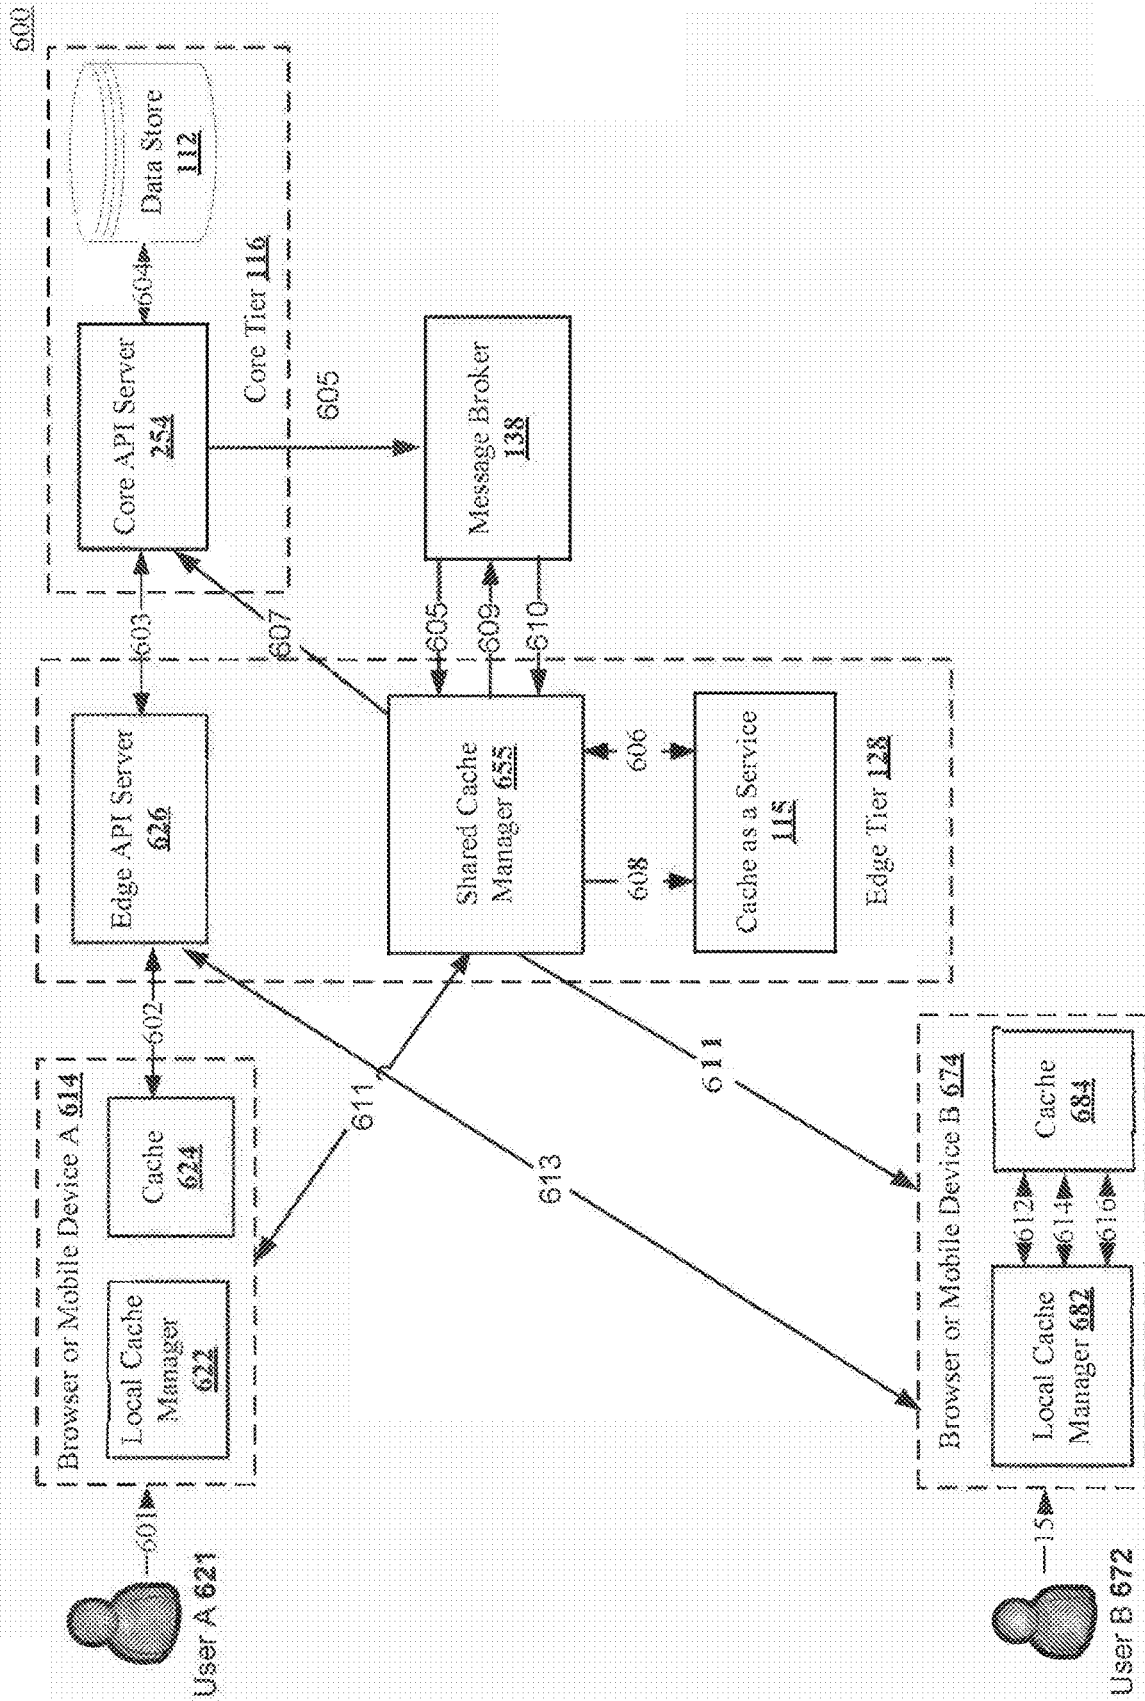 600
Browser or Mobile Device A 614
Local Cache
Manager
622
Cache
624
User A 621
601
602
Edge API Server
626
603
Core API Server
254
604
Data Store
112
Core Tier 116
605
607
611
613
Shared Cache
Manager 655
605
609
610
Message Broker
138
608
606
Cache as a Service
115
Edge Tier 128
611
Browser or Mobile Device B 674
Local Cache
Manager 682
612
614
616
Cache
684
15
User B 672